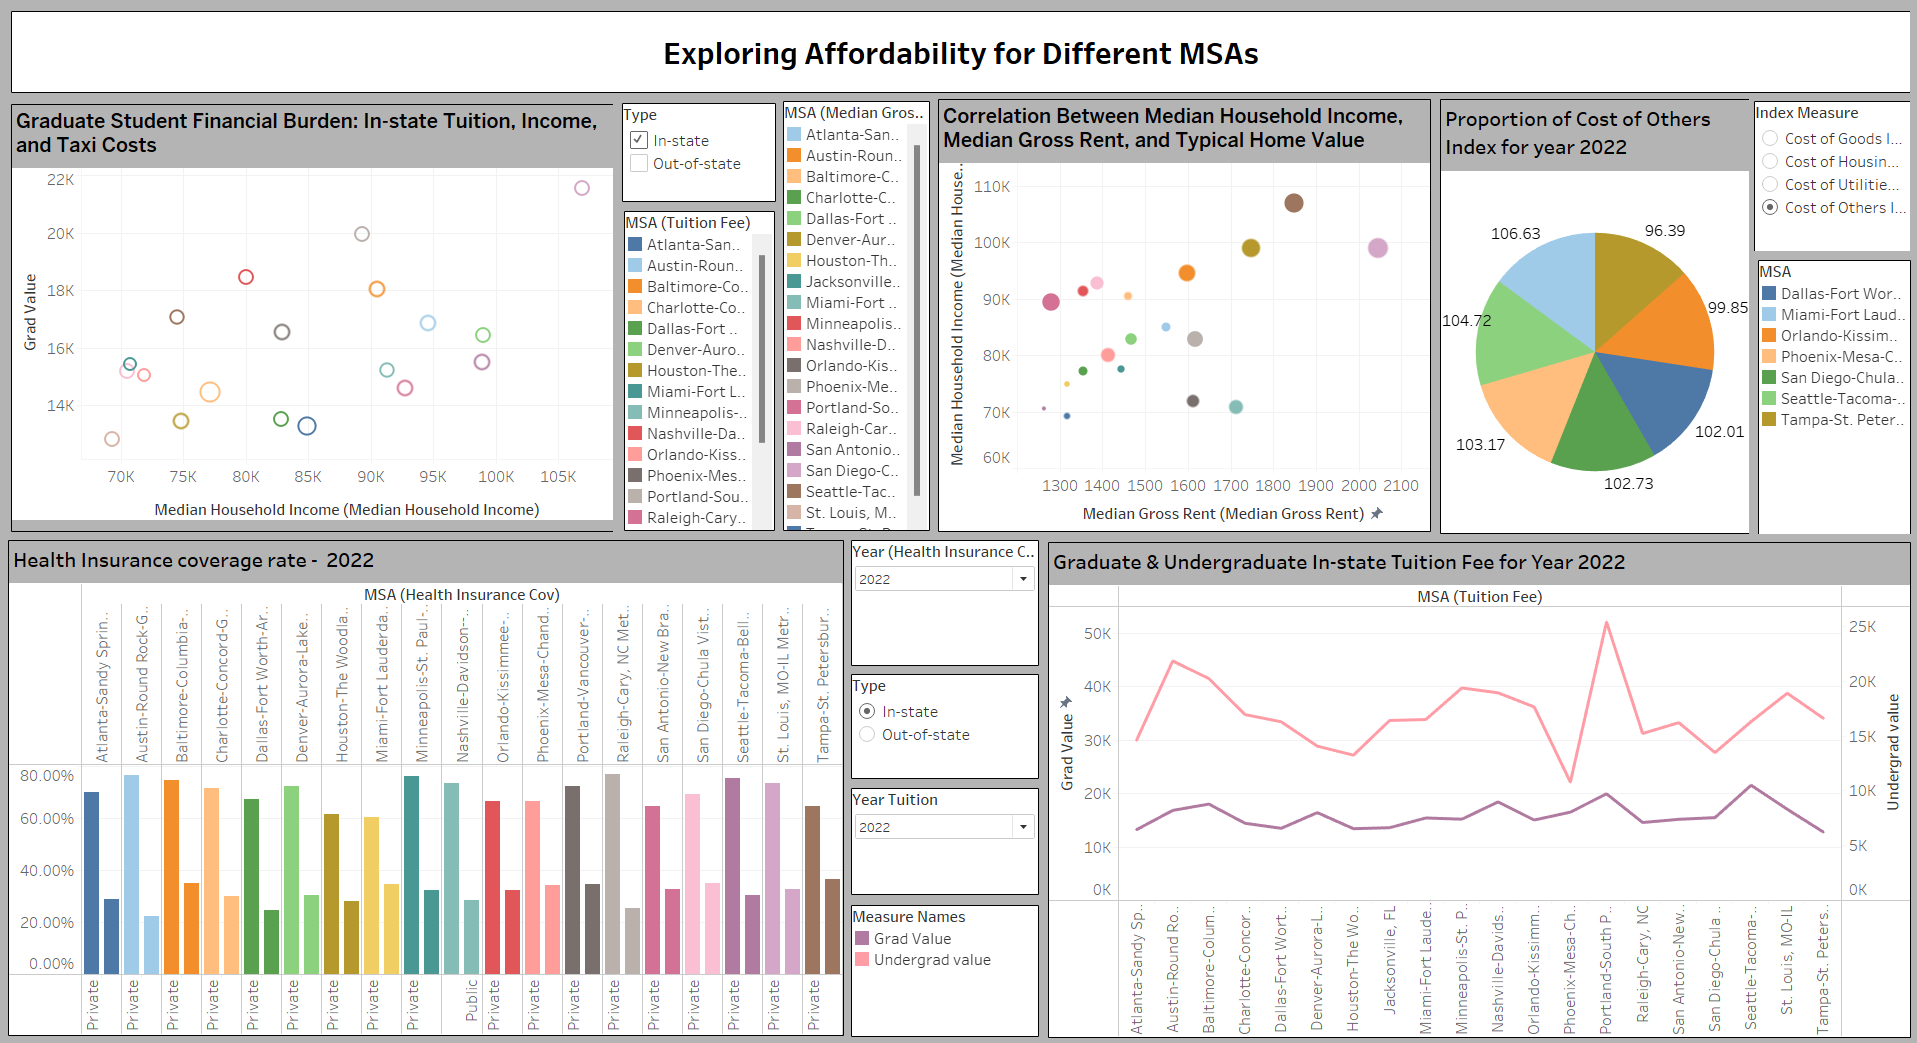 Exploring Affordability for Different MSAs
Graduate Student Financial Burden: In-state Tuition, Income,
and Taxi Costs
22K
20K
18K
16K
14K
Grad Value
70K 75K 80K 85K 90K 95K 100K 105K
Median Household Income (Median Household Income)
Type
In-state
Out-of-state
MSA (Tuition Fee)
Atlanta-San..
Austin-Roun..
Baltimore-Co..
Charlotte-Co..
Dallas-Fort ..
Denver-Auro..
Houston-The..
Miami-Fort L..
Minneapolis-..
Nashville-Da..
Orlando-Kiss..
Phoenix-Mes..
Portland-Sou..
Raleigh-Cary..
MSA (Median Gros..
Atlanta-San..
Austin-Roun..
Baltimore-C..
Charlotte-C..
Dallas-Fort ..
Denver-Aur..
Houston-Th..
Jacksonville..
Miami-Fort ..
Minneapolis..
Nashville-D..
Orlando-Kis..
Phoenix-Me..
Portland-So..
Raleigh-Car..
San Antonio..
San Diego-C..
Seattle-Tac..
St. Louis, M..
Correlation Between Median Household Income,
Median Gross Rent, and Typical Home Value
Median Household Income (Median House..
110K
100K
90K
80K
70K
60K
1300 1400 1500 1600 1700 1800 1900 2000 2100
Median Gross Rent (Median Gross Rent)
Proportion of Cost of Others
Index for year 2022
96.39
99.85
102.01
102.73
103.17
104.72
106.63
Index Measure
Cost of Goods I...
Cost of Housin...
Cost of Utilitie...
Cost of Others I...
MSA
Dallas-Fort Wor..
Miami-Fort Laud..
Orlando-Kissim..
Phoenix-Mesa-C..
San Diego-Chula..
Seattle-Tacoma-..
Tampa-St. Peter..
Health Insurance coverage rate - 2022
MSA (Health Insurance Cov)
Atlanta-Sandy Sprin..
Austin-Round Rock-G..
Baltimore-Columbia-..
Charlotte-Concord-G..
Dallas-Fort Worth-Ar..
Denver-Aurora-Lake..
Houston-The Woodla..
Miami-Fort Lauderda..
Minneapolis-St. Paul-..
Nashville-Davidson--..
Orlando-Kissimmee-..
Phoenix-Mesa-Chand..
Portland-Vancouver-..
Raleigh-Cary, NC Met..
San Antonio-New Bra..
San Diego-Chula Vist..
Seattle-Tacoma-Bell..
St. Louis, MO-IL Metr..
Tampa-St. Petersbur..
80.00%
60.00%
40.00%
20.00%
0.00%
Private
Private
Private
Private
Private
Private
Private
Private
Private
Public
Private
Private
Private
Private
Private
Private
Private
Private
Private
Year (Health Insurance C..
2022
Type
In-state
Out-of-state
Year Tuition
2022
Measure Names
Grad Value
Undergrad value
Graduate & Undergraduate In-state Tuition Fee for Year 2022
MSA (Tuition Fee)
Grad Value
50K
40K
30K
20K
10K
0K
25K
20K
15K
10K
5K
0K
Undergrad value
Atlanta-Sandy Sp..
Austin-Round Ro..
Baltimore-Colum..
Charlotte-Concor..
Dallas-Fort Wort..
Denver-Aurora-L..
Houston-The Wo..
Jacksonville, FL
Miami-Fort Laude..
Minneapolis-St. P..
Nashville-Davids..
Orlando-Kissimm..
Phoenix-Mesa-Ch..
Portland-South P..
Raleigh-Cary, NC
San Antonio-New..
San Diego-Chula ..
Seattle-Tacoma-..
St. Louis, MO-IL
Tampa-St. Peters..